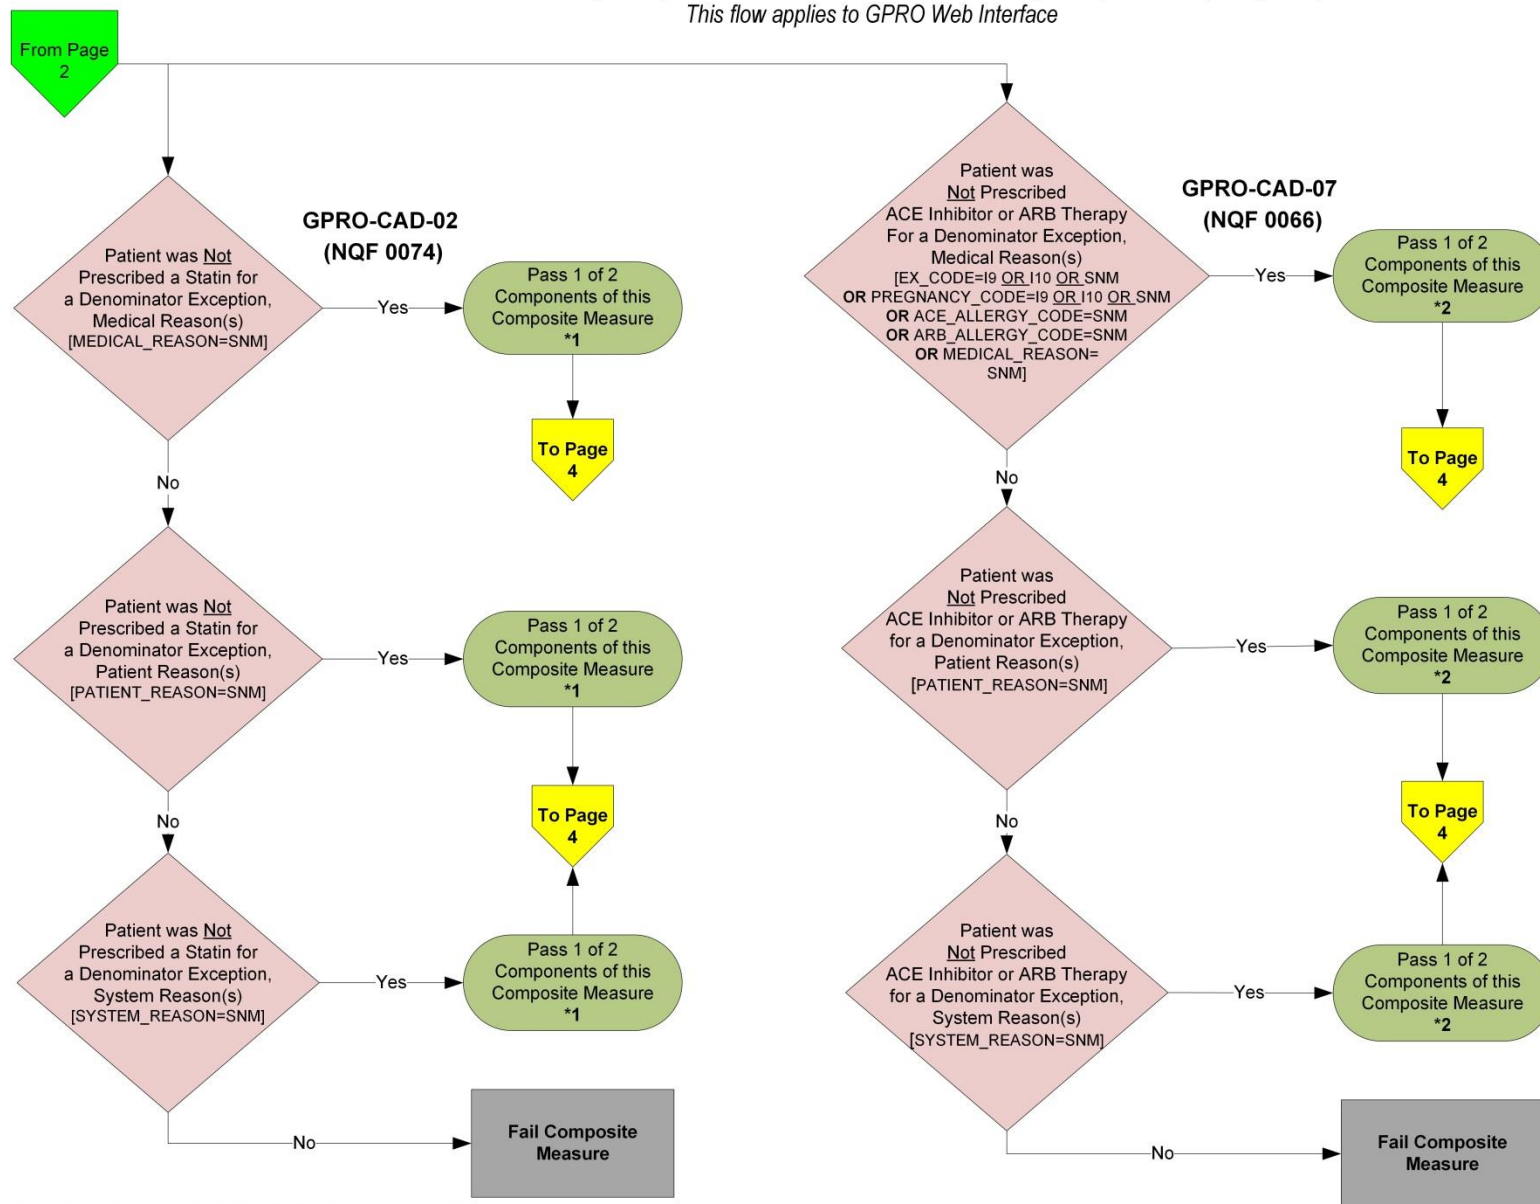 This flow applies to GPRO Web Interface
From Page
2
Patient was Not
Prescribed a Statin for
a Denominator Exception,
Medical Reason(s)
[MEDICAL_REASON=SNM]
GPRO-CAD-02
(NQF 0074)
Yes
Pass 1 of 2
Components of this
Composite Measure
*1
To Page
4
No
Patient was Not
Prescribed a Statin for
a Denominator Exception,
Patient Reason(s)
[PATIENT_REASON=SNM]
Yes
Pass 1 of 2
Components of this
Composite Measure
*1
To Page
4
No
Patient was Not
Prescribed a Statin for
a Denominator Exception,
System Reason(s)
[SYSTEM_REASON=SNM]
Yes
Pass 1 of 2
Components of this
Composite Measure
*1
No
Fail Composite
Measure
Patient was
Not Prescribed
ACE Inhibitor or ARB Therapy
For a Denominator Exception,
Medical Reason(s)
[EX_CODE=I9 OR I10 OR SNM
OR PREGNANCY_CODE=I9 OR I10 OR SNM
OR ACE_ALLERGY_CODE=SNM
OR ARB_ALLERGY_CODE=SNM
OR MEDICAL_REASON=
SNM]
GPRO-CAD-07
(NQF 0066)
Yes
Pass 1 of 2
Components of this
Composite Measure
*2
To Page
4
No
Patient was
Not Prescribed
ACE Inhibitor or ARB Therapy
for a Denominator Exception,
Patient Reason(s)
[PATIENT_REASON=SNM]
Yes
Pass 1 of 2
Components of this
Composite Measure
*2
To Page
4
No
Patient was
Not Prescribed
ACE Inhibitor or ARB Therapy
for a Denominator Exception,
System Reason(s)
[SYSTEM_REASON=SNM]
Yes
Pass 1 of 2
Components of this
Composite Measure
*2
No
Fail Composite
Measure